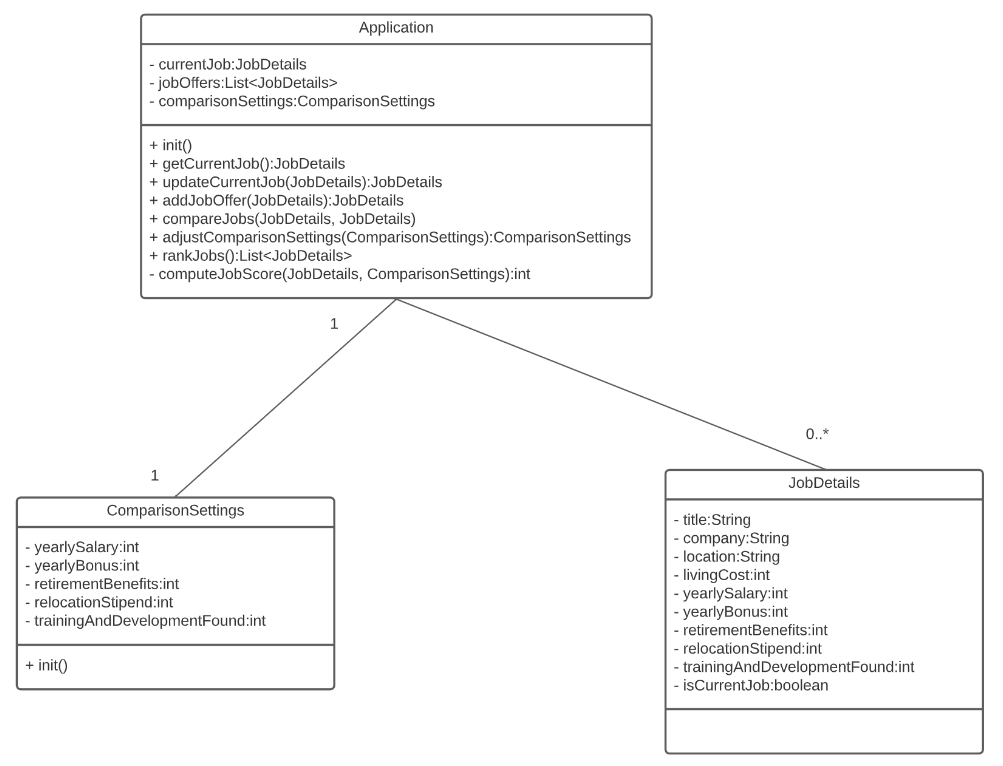 Application
- currentJob:JobDetails
- jobOffers:List<JobDetails>
- comparisonSettings:ComparisonSettings
+ init()
+ getCurrentJob():JobDetails
+ updateCurrentJob(JobDetails):JobDetails
+ addJobOffer(JobDetails):JobDetails
+ compareJobs(JobDetails, JobDetails)
+ adjustComparisonSettings(ComparisonSettings):ComparisonSettings
+ rankJobs():List<JobDetails>
- computeJobScore(JobDetails, ComparisonSettings):int
1
0..*
1
ComparisonSettings
- yearlySalary:int
- yearlyBonus:int
- retirementBenefits:int
- relocationStipend:int
- trainingAndDevelopmentFound:int
+ init()
JobDetails
- title:String
- company:String
- location:String
- livingCost:int
- yearlySalary:int
- yearlyBonus:int
- retirementBenefits:int
- relocationStipend:int
- trainingAndDevelopmentFound:int
- isCurrentJob:boolean